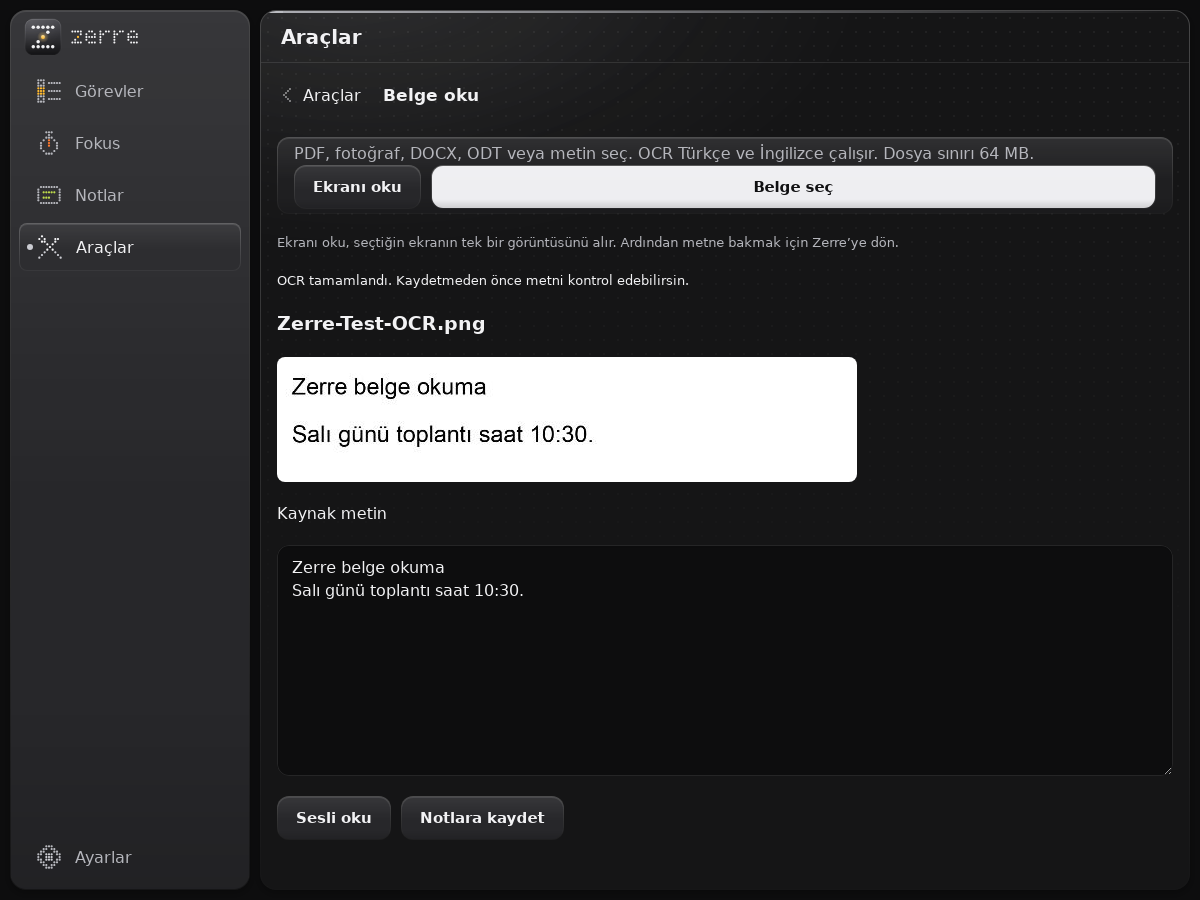 zerre
Görevler
Fokus
Notlar
Araçlar
Ayarlar
Araçlar
Araçlar
Belge oku
PDF, fotoğraf, DOCX, ODT veya metin seç. OCR Türkçe ve İngilizce çalışır. Dosya sınırı 64 MB.
Ekranı oku
Belge seç
Ekranı oku, seçtiğin ekranın tek bir görüntüsünü alır. Ardından metne bakmak için Zerre’ye dön.
OCR tamamlandı. Kaydetmeden önce metni kontrol edebilirsin.
Zerre-Test-OCR.png
Zerre belge okuma
Salı günü toplantı saat 10:30.
Kaynak metin
Zerre belge okuma
Salı günü toplantı saat 10:30.
Sesli oku
Notlara kaydet